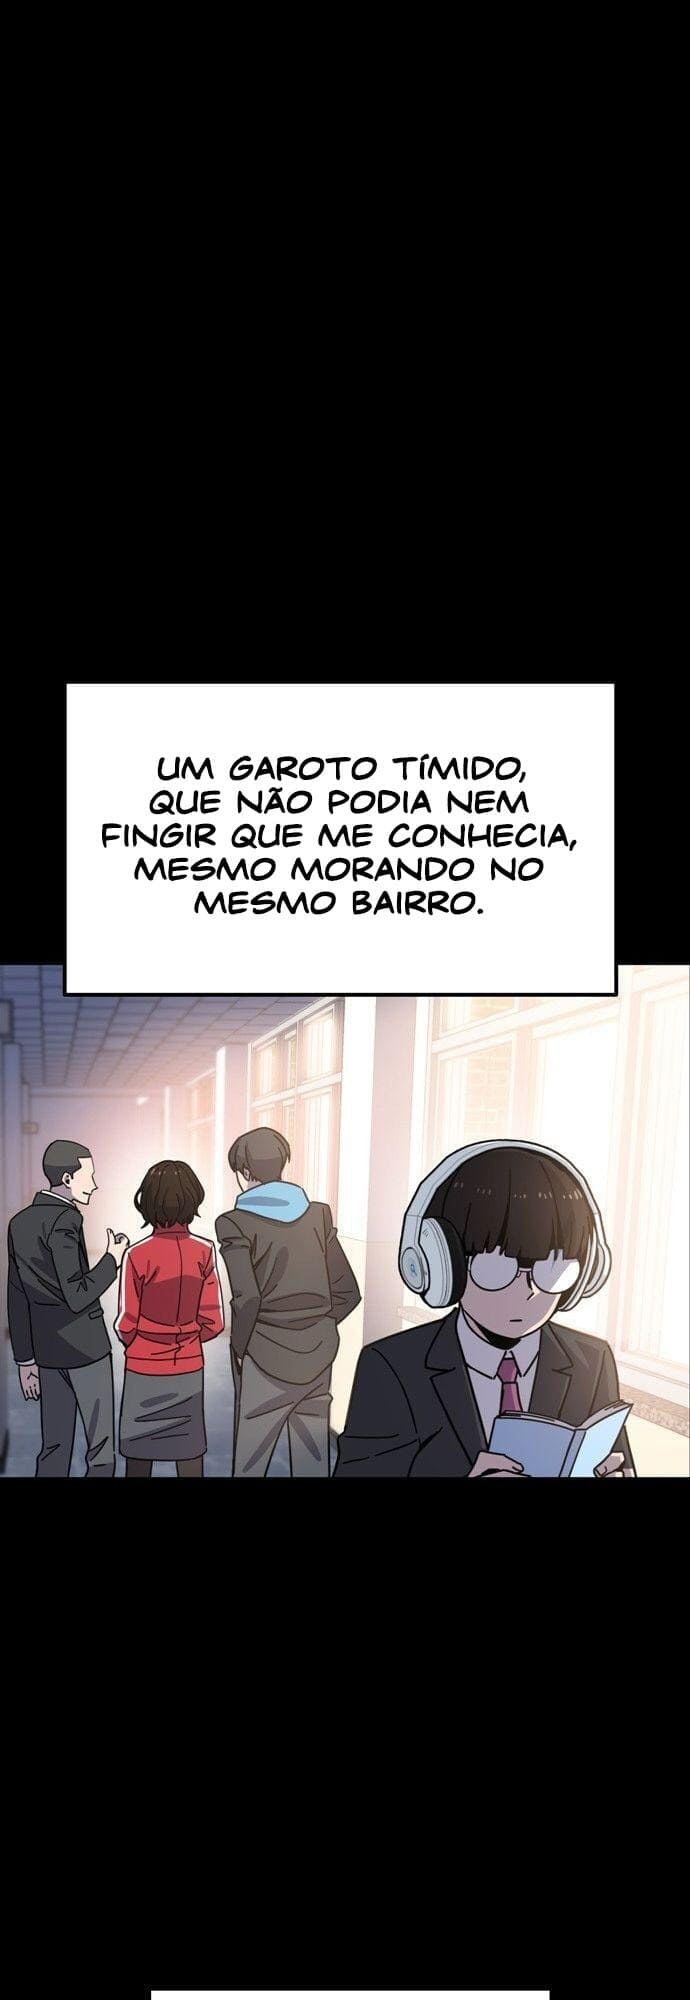 UM GAROTO TÍMIDO,
QUE NÃO PODIA NEM
FINGIR QUE ME CONHECIA,
MESMO MORANDO NO
MESMO BAIRRO.